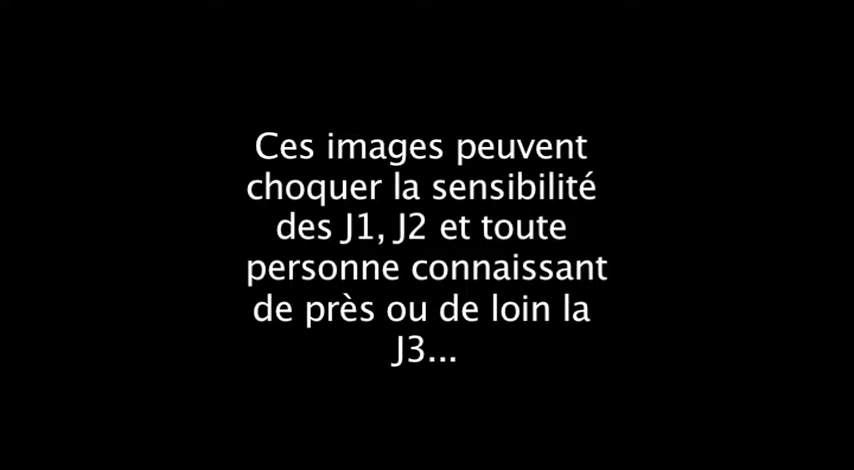 Ces images peuvent
choquer la sensibilité
des J1, J2 et toute
personne connaissant
de près ou de loin la
J3...